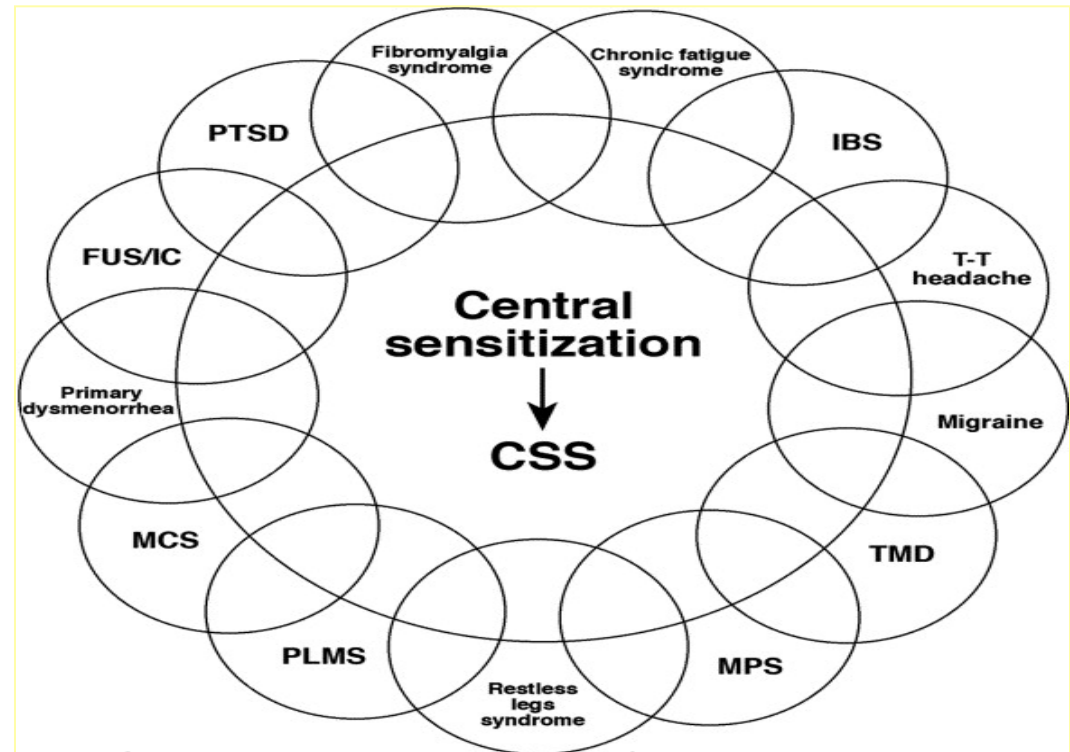 Fibromyalgia
syndrome
Chronic fatigue
syndrome
IBS
T-T
headache
Migraine
TMD
MPS
Restless
legs
syndrome
PLMS
MCS
Primary
dysmenorrhea
FUS/IC
PTSD
Central
sensitization
CSS